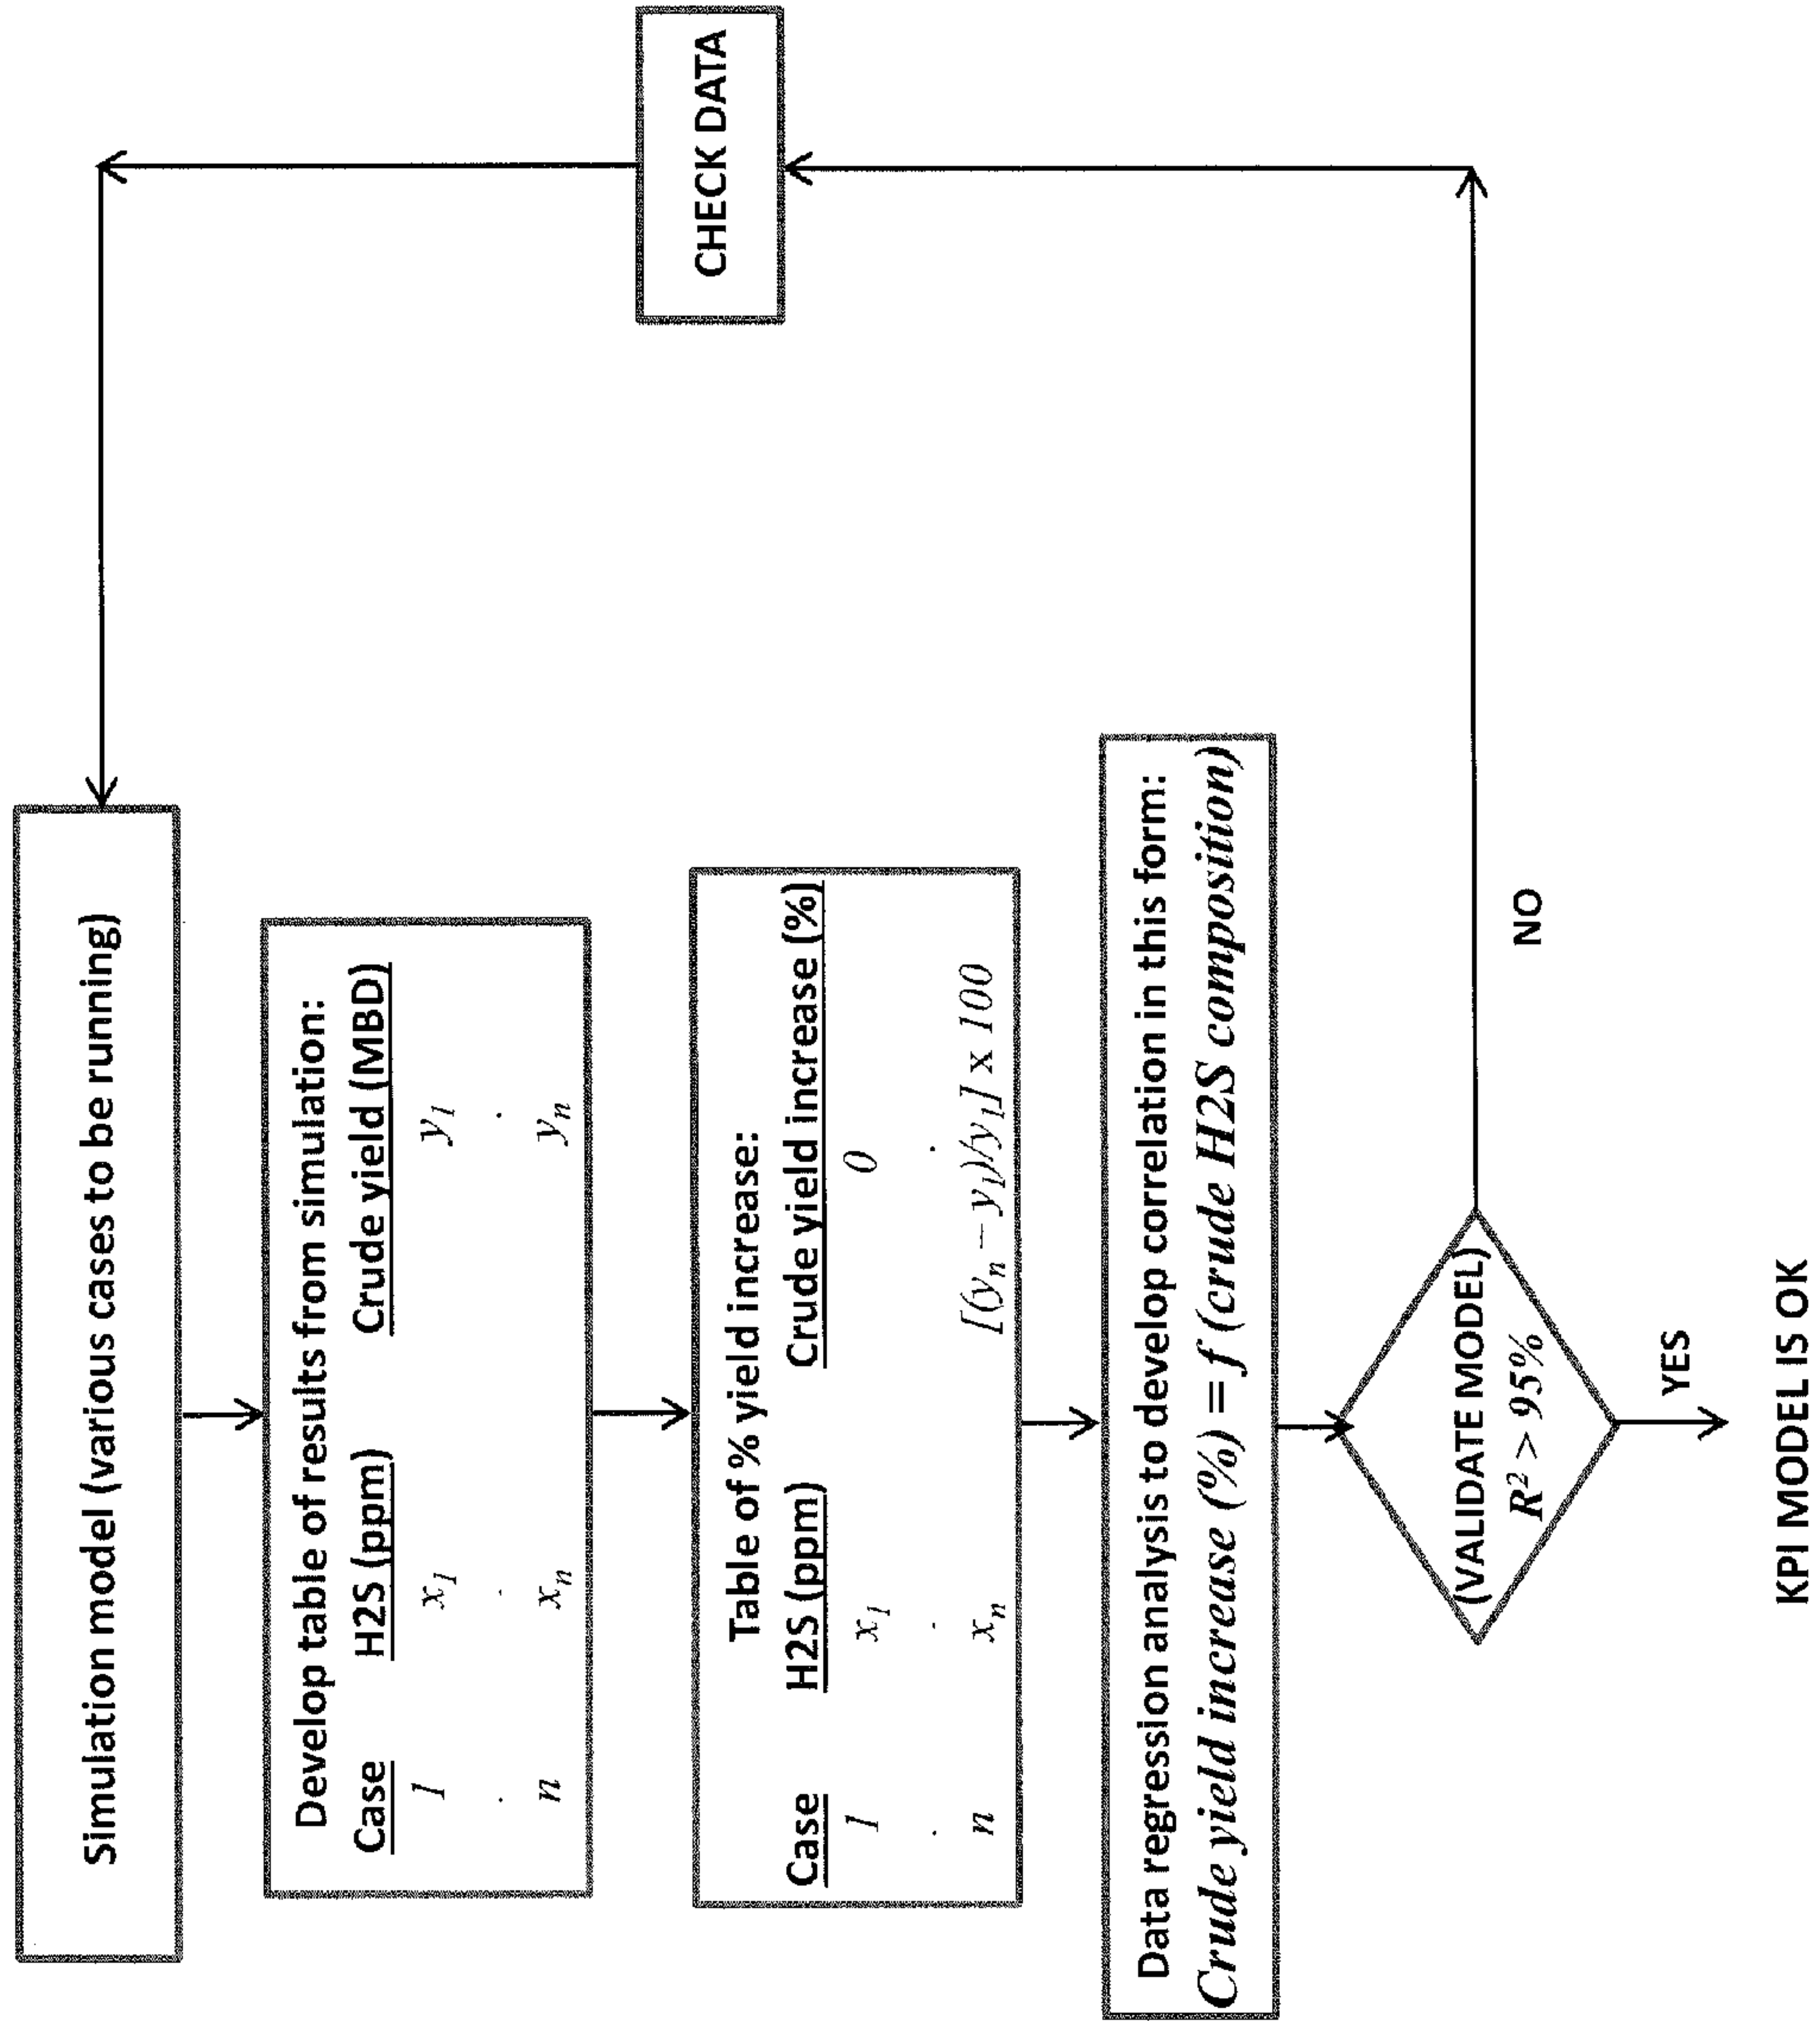 Simulation model (various cases to be running)
Develop table of results from simulation:
Case H2S (ppm) Crude yield (MBD)
1 x₁ y₁
. . .
n xₙ yₙ
Table of % yield increase:
Case H2S (ppm) Crude yield increase (%)
1 x₁ 0
. . .
n xₙ [(yₙ – y₁)/y₁] x 100
Data regression analysis to develop correlation in this form:
Crude yield increase (%) = f (crude H2S composition)
(VALIDATE MODEL)
R² > 95%
NO
CHECK DATA
YES
KPI MODEL IS OK